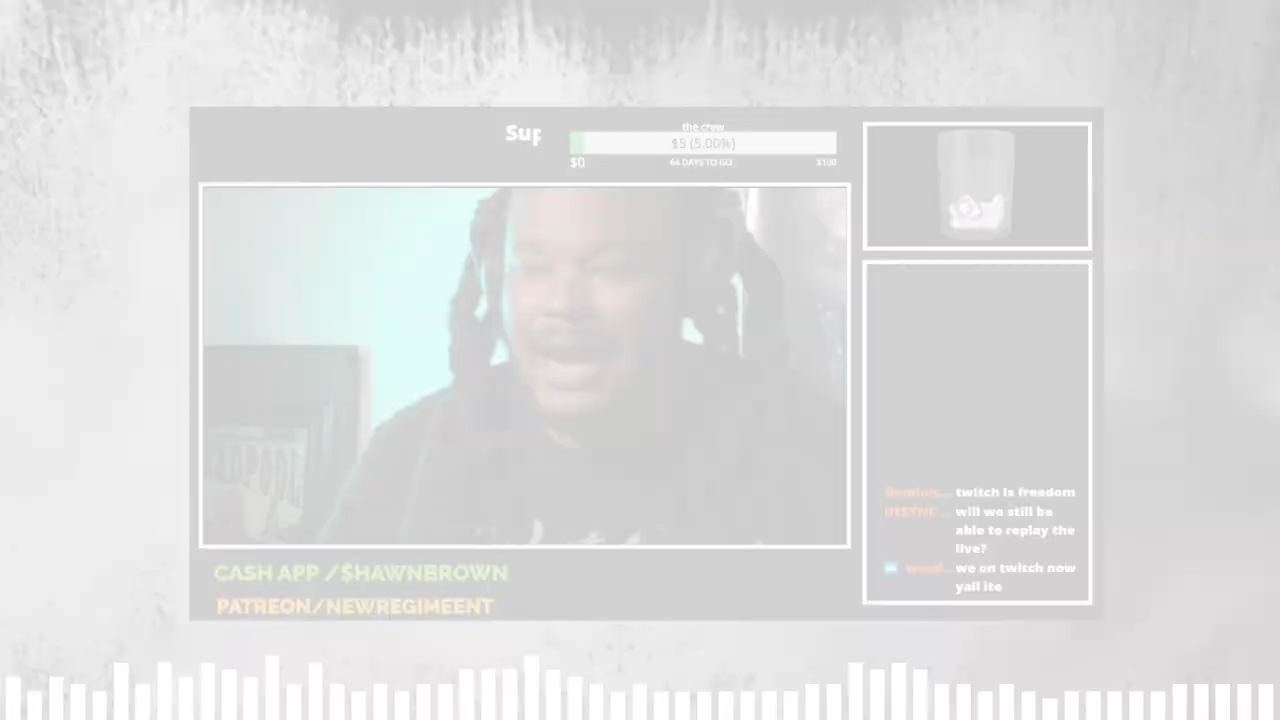 Sup
the crew
$5 (5.00%)
$0
64 DAYS TO GO
$100
twitch is freedom
will we still be
able to replay the
live?
we on twitch now
yall ite
CASH APP /$HAWNBROWN
PATREON/NEWREGIMEENT